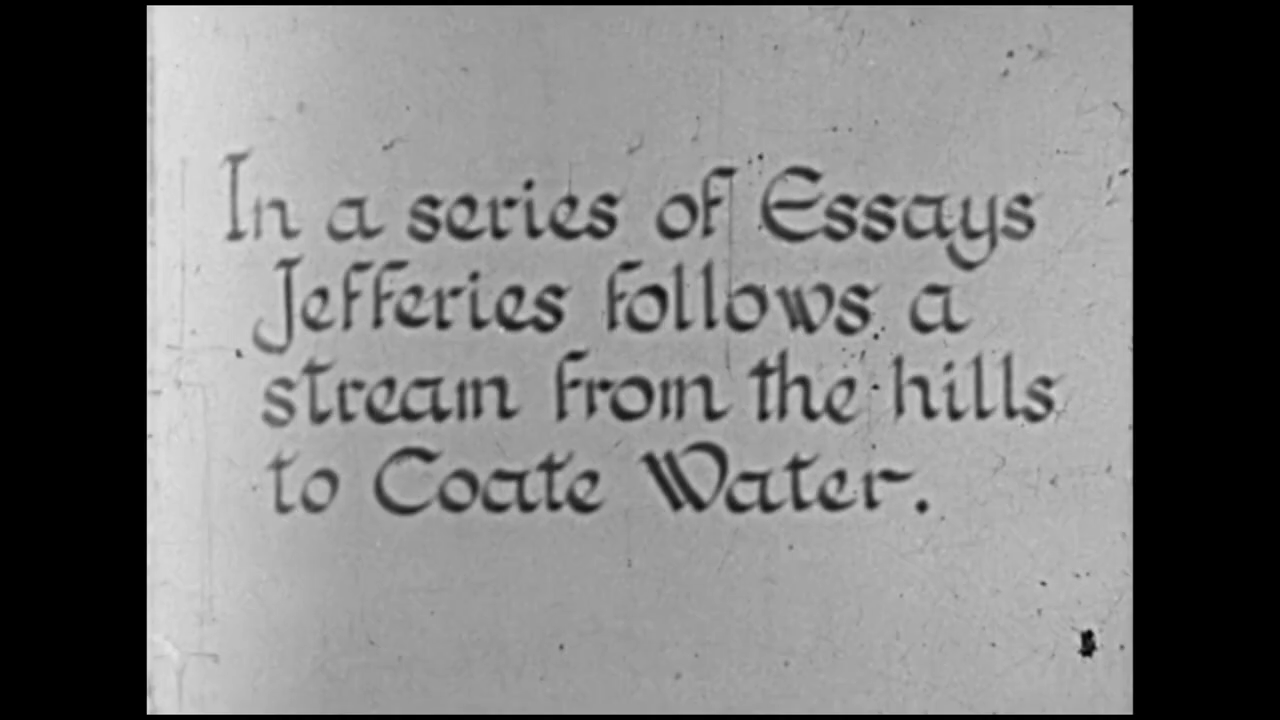 In a series of Essays
Jefferies follows a
stream from the hills
to Coate Water.